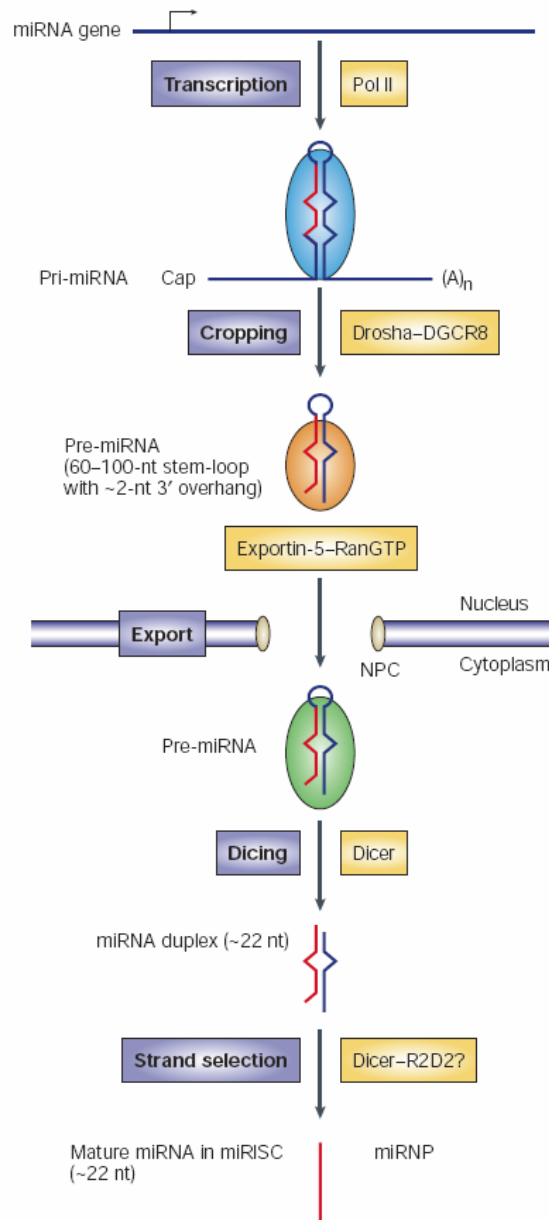 miRNA gene
Transcription
Pol II
Pri-miRNA
Cap
(A)n
Cropping
Drosha–DGCR8
Pre-miRNA
(60–100-nt stem-loop
with ~2-nt 3′ overhang)
Exportin-5–RanGTP
Nucleus
Export
NPC
Cytoplasm
Pre-miRNA
Dicing
Dicer
miRNA duplex (~22 nt)
Strand selection
Dicer–R2D2?
Mature miRNA in miRISC
(~22 nt)
miRNP